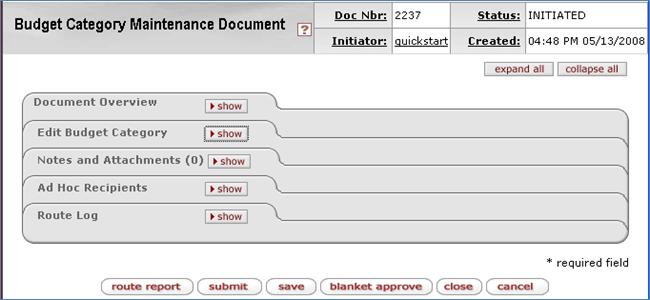 Budget Category Maintenance Document ?
Doc Nbr: 2237 Status: INITIATED
Initiator: quickstart Created: 04:48 PM 05/13/2008
expand all collapse all
Document Overview show
Edit Budget Category show
Notes and Attachments (0) show
Ad Hoc Recipients show
Route Log show
* required field
route report submit save blanket approve close cancel